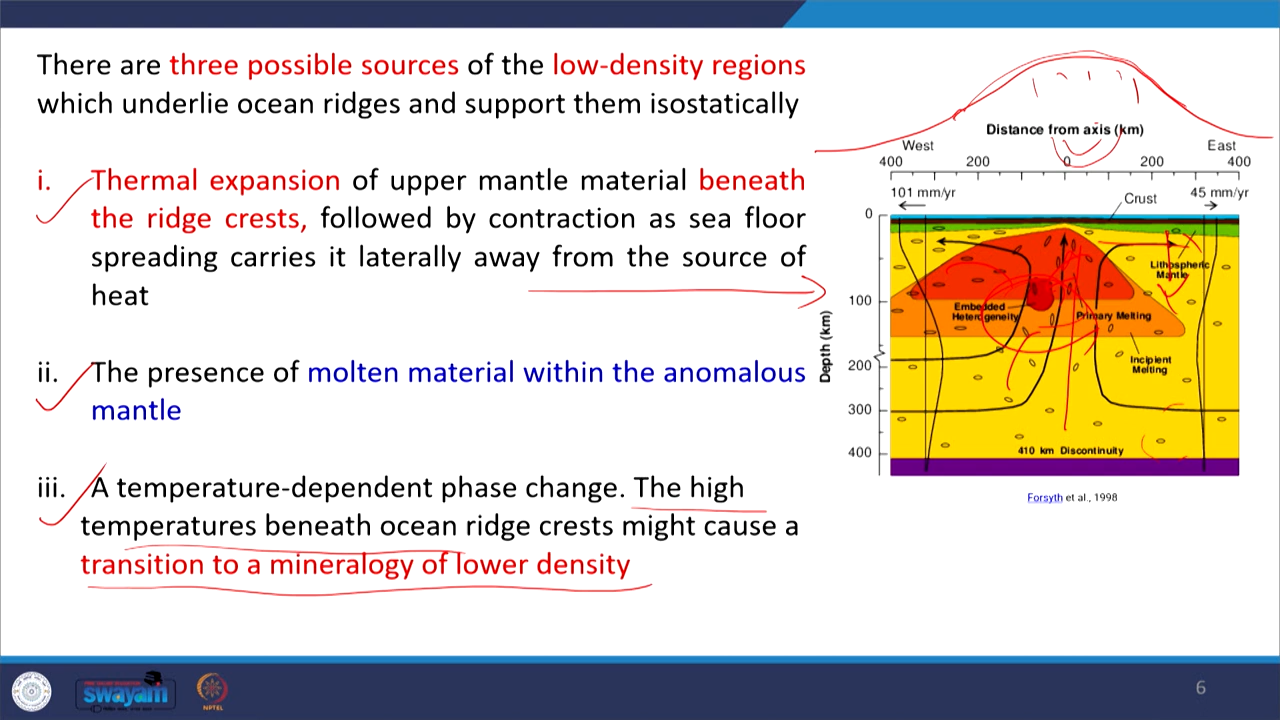 There are three possible sources of the low-density regions
which underlie ocean ridges and support them isostatically
i. Thermal expansion of upper mantle material beneath
the ridge crests, followed by contraction as sea floor
spreading carries it laterally away from the source of
heat
ii. The presence of molten material within the anomalous
mantle
iii. A temperature-dependent phase change. The high
temperatures beneath ocean ridge crests might cause a
transition to a mineralogy of lower density
Distance from axis (km)
West East
400 200 0 200 400
101 mm/yr 45 mm/yr
Crust
0
Lithospheric
Mantle
100
Embedded
Heterogeneity
Primary Melting
Depth (km)
Incipient
Melting
200
300
400
410 km Discontinuity
Forsyth et al., 1998
swayam
NPTEL
6